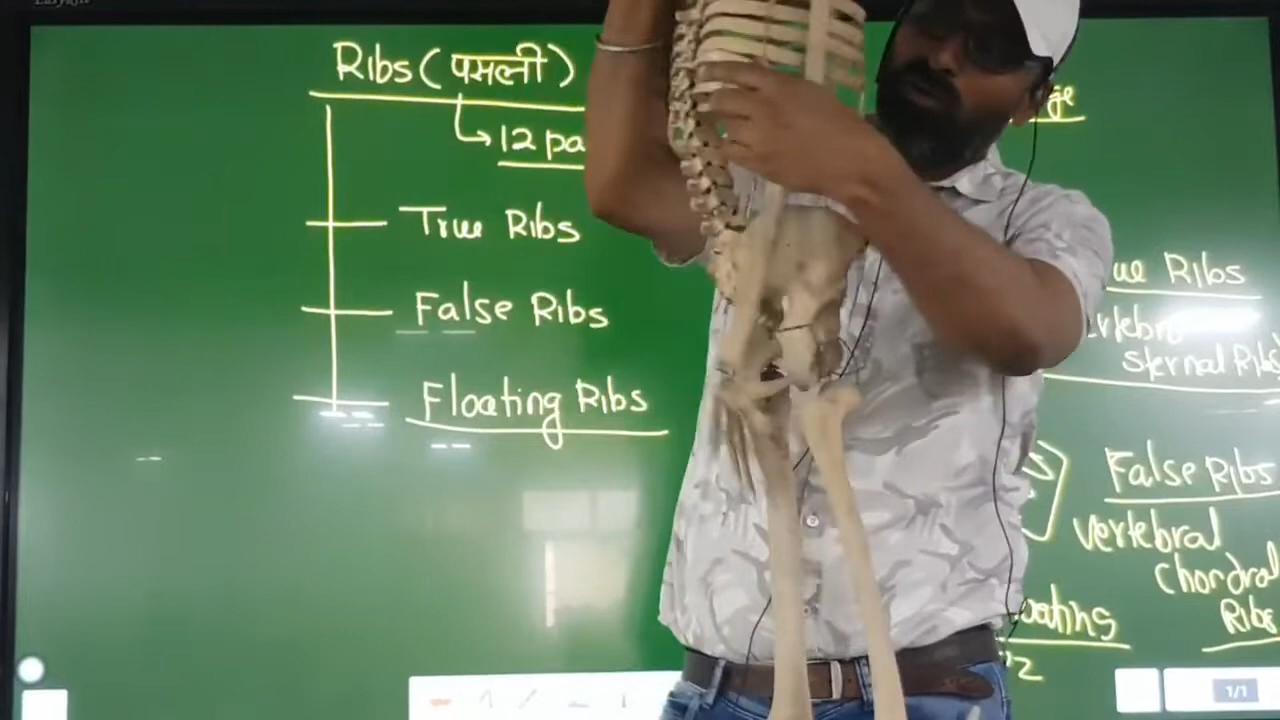 Ribs (पसली)
12 pa
True Ribs
False Ribs
Floating Ribs
ge
ue Ribs
sternal Ribs
False Ribs
vertebral
chordral
Ribs
1/1